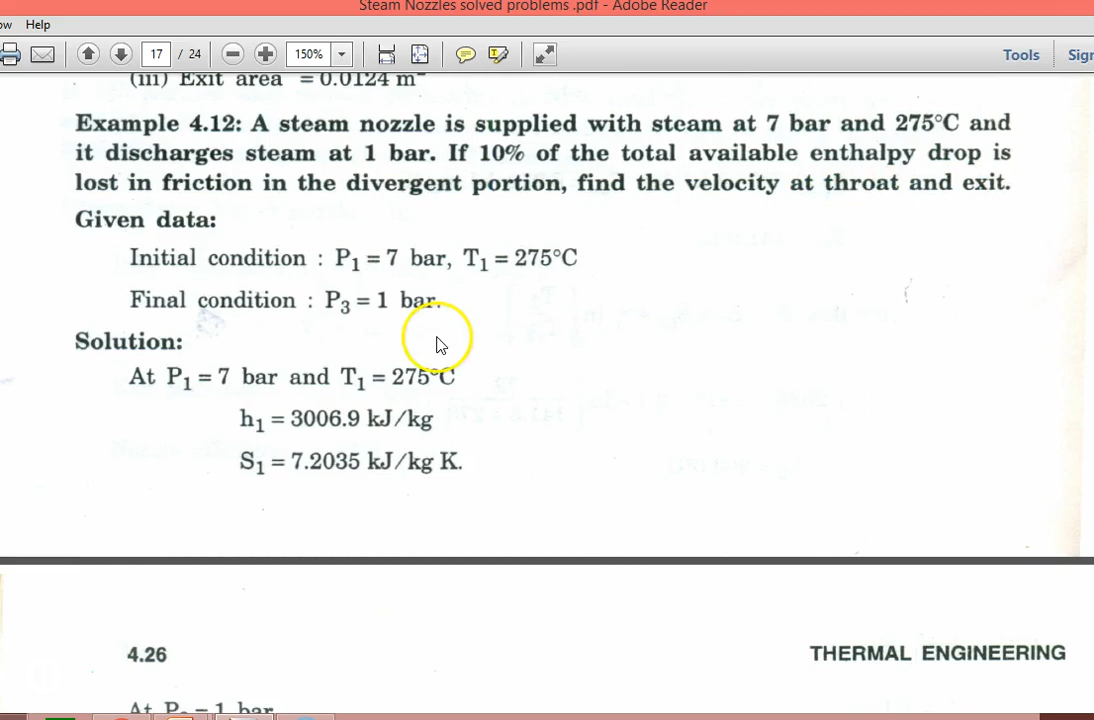 Steam Nozzles solved problems .pdf - Adobe Reader
ow Help
17 / 24 150% Tools Sig
(iii) Exit area = 0.0124 m²
Example 4.12: A steam nozzle is supplied with steam at 7 bar and 275°C and
it discharges steam at 1 bar. If 10% of the total available enthalpy drop is
lost in friction in the divergent portion, find the velocity at throat and exit.
Given data:
Initial condition : P₁ = 7 bar, T₁ = 275°C
Final condition : P₃ = 1 bar.
Solution:
At P₁ = 7 bar and T₁ = 275°C
h₁ = 3006.9 kJ/kg
S₁ = 7.2035 kJ/kg K.
4.26 THERMAL ENGINEERING
= 1 bar